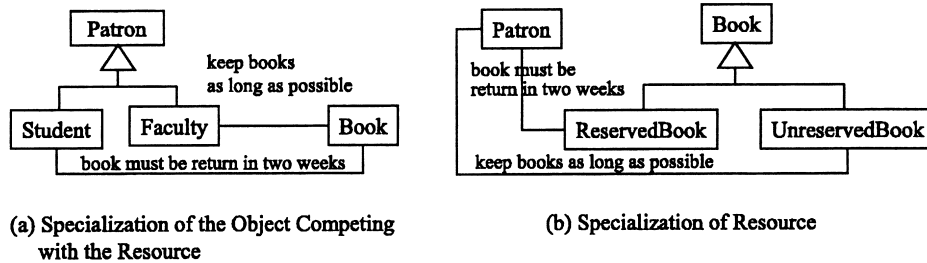 Patron
keep books
as long as possible
Student
Faculty
Book
book must be return in two weeks
(a) Specialization of the Object Competing
with the Resource
Patron
Book
book must be
return in two weeks
ReservedBook
UnreservedBook
keep books as long as possible
(b) Specialization of Resource